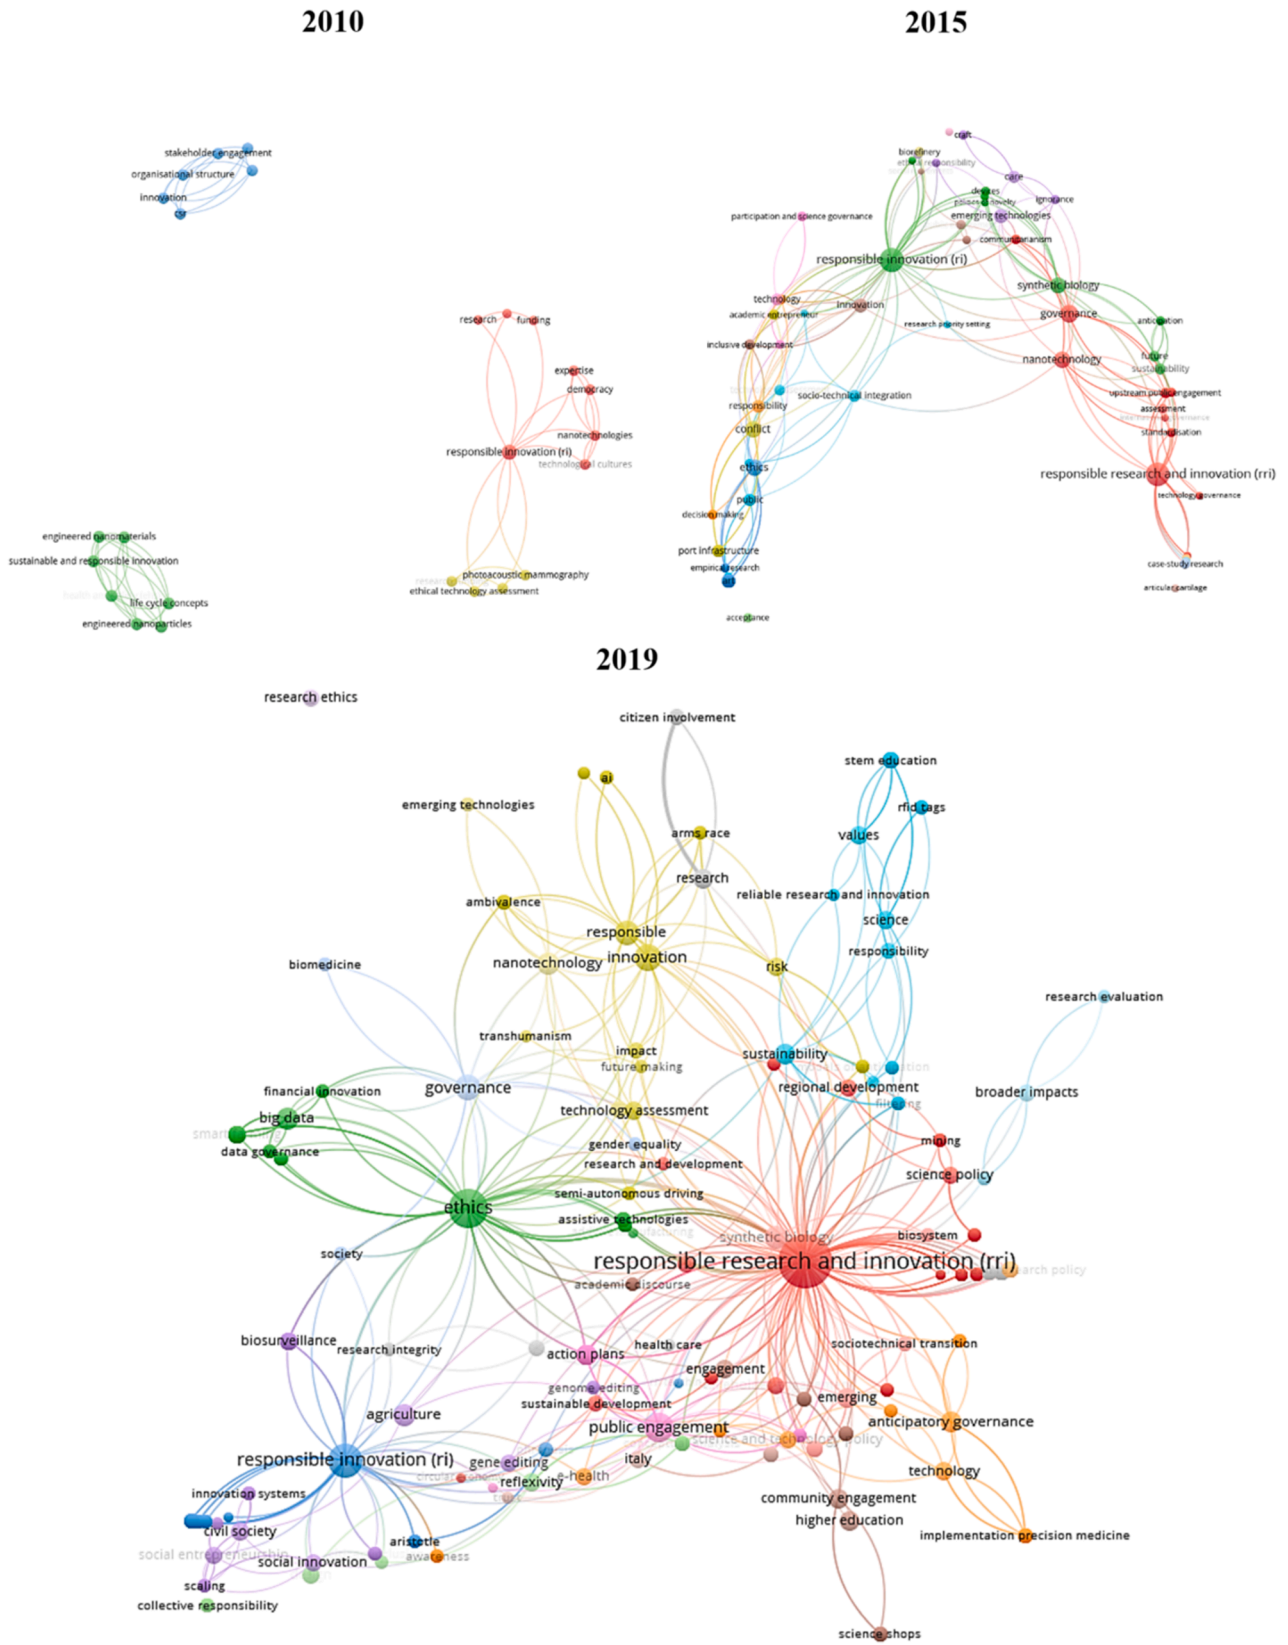 2010
2015
stakeholder engagement
organisational structure
innovation
csr
research
funding
expertise
democracy
nanotechnologies
responsible innovation (ri)
technological cultures
engineered nanomaterials
sustainable and responsible innovation
life cycle concepts
engineered nanoparticles
photoacoustic mammography
ethical technology assessment
craft
biorefinery
ethical responsibility
care
devices
ignorance
emerging technologies
participation and science governance
communitarianism
responsible innovation (ri)
synthetic biology
technology
innovation
governance
academic entrepreneur
research priority setting
anticipation
inclusive development
nanotechnology
future
sustainability
socio-technical integration
upstream public engagement
responsibility
assessment
conflict
standardisation
ethics
responsible research and innovation (rri)
public
technology governance
decision making
port infrastructure
empirical research
art
case-study research
articular cartilage
acceptance
2019
research ethics
citizen involvement
stem education
ai
emerging technologies
rfid tags
arms race
values
research
reliable research and innovation
ambivalence
science
responsible
innovation
responsibility
nanotechnology
biomedicine
risk
research evaluation
transhumanism
impact
sustainability
future making
governance
regional development
financial innovation
broader impacts
filtering
big data
technology assessment
data governance
gender equality
mining
research and development
science policy
semi-autonomous driving
ethics
assistive technologies
synthetic biology
biosystem
society
responsible research and innovation (rri)
academic discourse
biosurveillance
research integrity
health care
sociotechnical transition
action plans
engagement
genome editing
emerging
sustainable development
agriculture
public engagement
anticipatory governance
science and technology policy
responsible innovation (ri)
gene editing
italy
technology
reflexivity
e-health
innovation systems
community engagement
civil society
higher education
aristotle
implementation precision medicine
social entrepreneurship
social innovation
awareness
scaling
collective responsibility
science shops